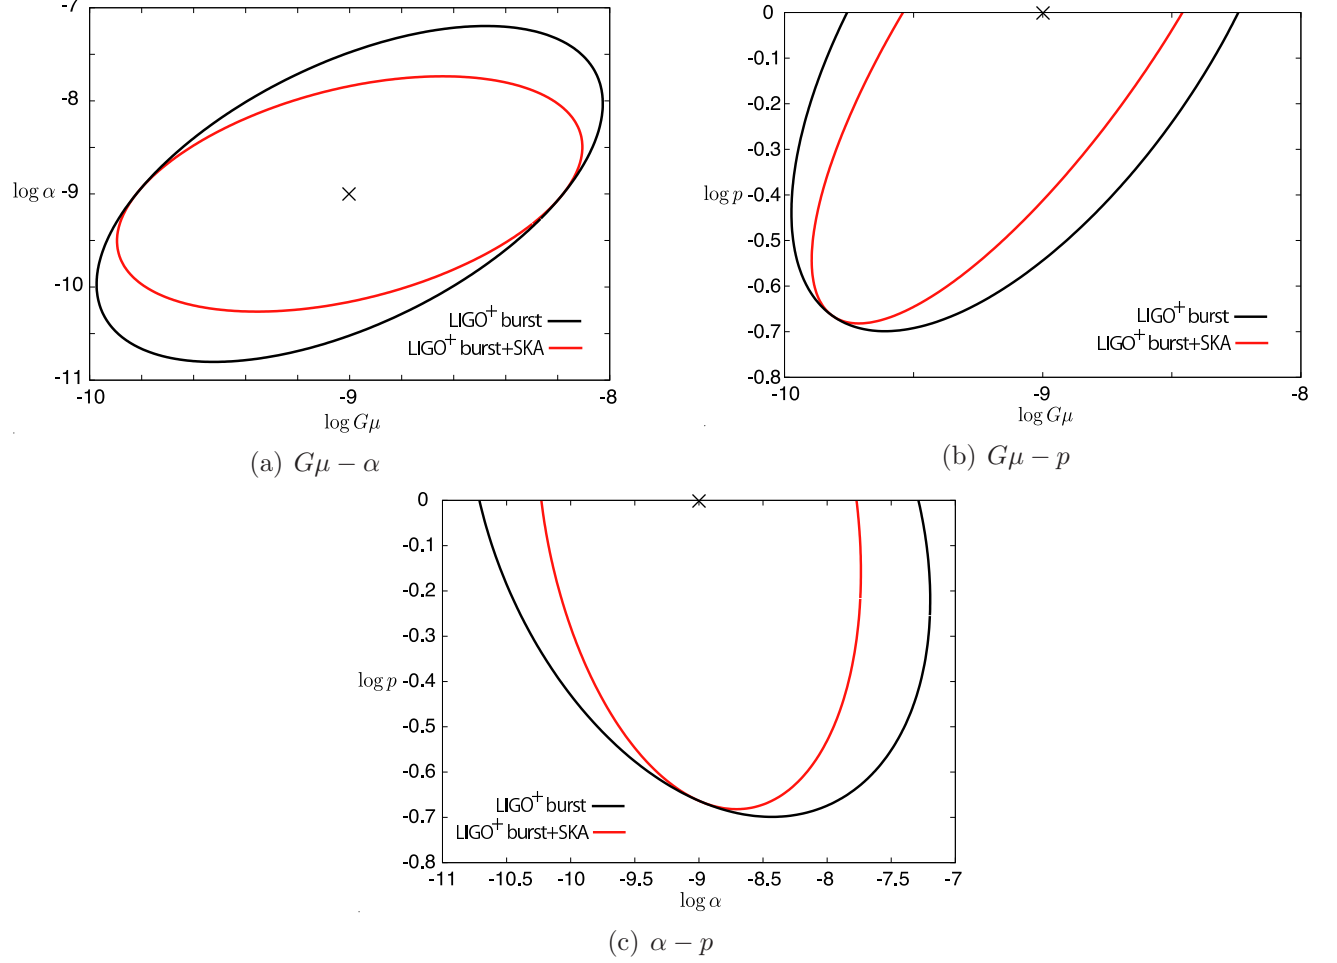 -7
-8
log α -9
-10
-11
-10 -9 -8
log Gμ
LIGO⁺ burst
LIGO⁺ burst+SKA
(a) Gμ − α
0
-0.1
-0.2
-0.3
log p -0.4
-0.5
-0.6
-0.7
-0.8
-10 -9 -8
log Gμ
LIGO⁺ burst
LIGO⁺ burst+SKA
(b) Gμ − p
0
-0.1
-0.2
-0.3
log p -0.4
-0.5
-0.6
-0.7
-0.8
-11 -10.5 -10 -9.5 -9 -8.5 -8 -7.5 -7
log α
LIGO⁺ burst
LIGO⁺ burst+SKA
(c) α − p